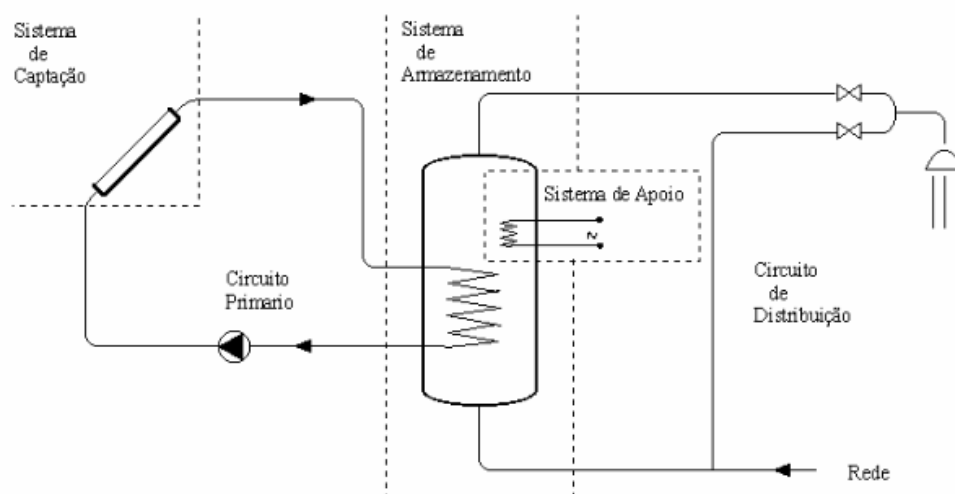 Sistema
de
Captação
Sistema
de
Armazenamento
Sistema de Apoio
Circuito
Primario
Circuito
de
Distribuição
Rede